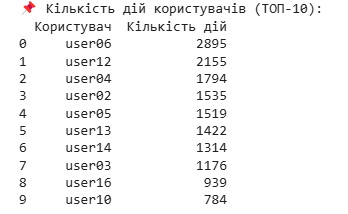 📌 Кількість дій користувачів (ТОП-10):
Користувач Кількість дій
0 user06 2895
1 user12 2155
2 user04 1794
3 user02 1535
4 user05 1519
5 user13 1422
6 user14 1314
7 user03 1176
8 user16 939
9 user10 784